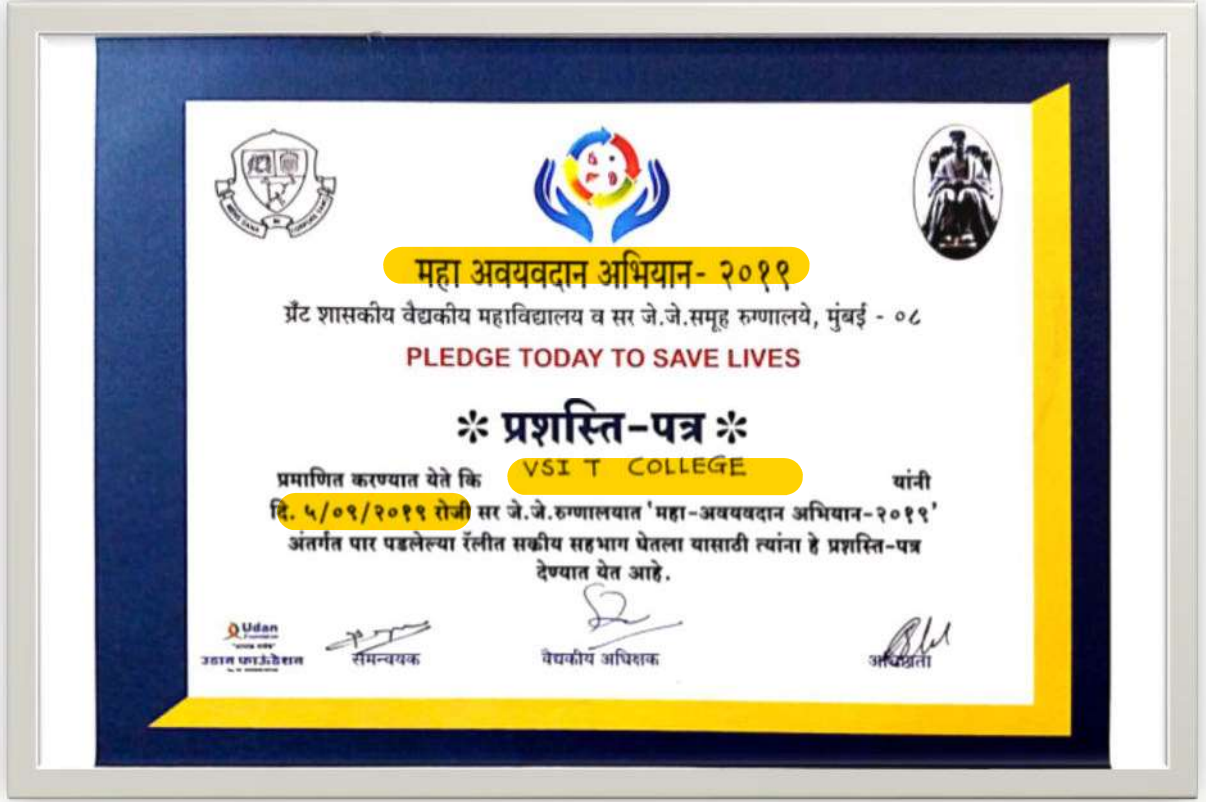 महा अवयवदान अभियान- २०१९
ग्रँट शासकीय वैद्यकीय महाविद्यालय व सर जे.जे.समूह रुग्णालये, मुंबई - ०८
PLEDGE TODAY TO SAVE LIVES
* प्रशस्ति-पत्र *
प्रमाणित करण्यात येते कि VSIT COLLEGE यांनी
दि. ५/०९/२०१९ रोजी सर जे.जे.रुग्णालयात 'महा-अवयवदान अभियान-२०१९'
अंतर्गत पार पडलेल्या रॅलीत सक्रीय सहभाग घेतला यासाठी त्यांना हे प्रशस्ति-पत्र
देण्यात येत आहे.
Udan
उडान फाऊंडेशन
समन्वयक वैद्यकीय अधिक्षक अधिष्ठाता